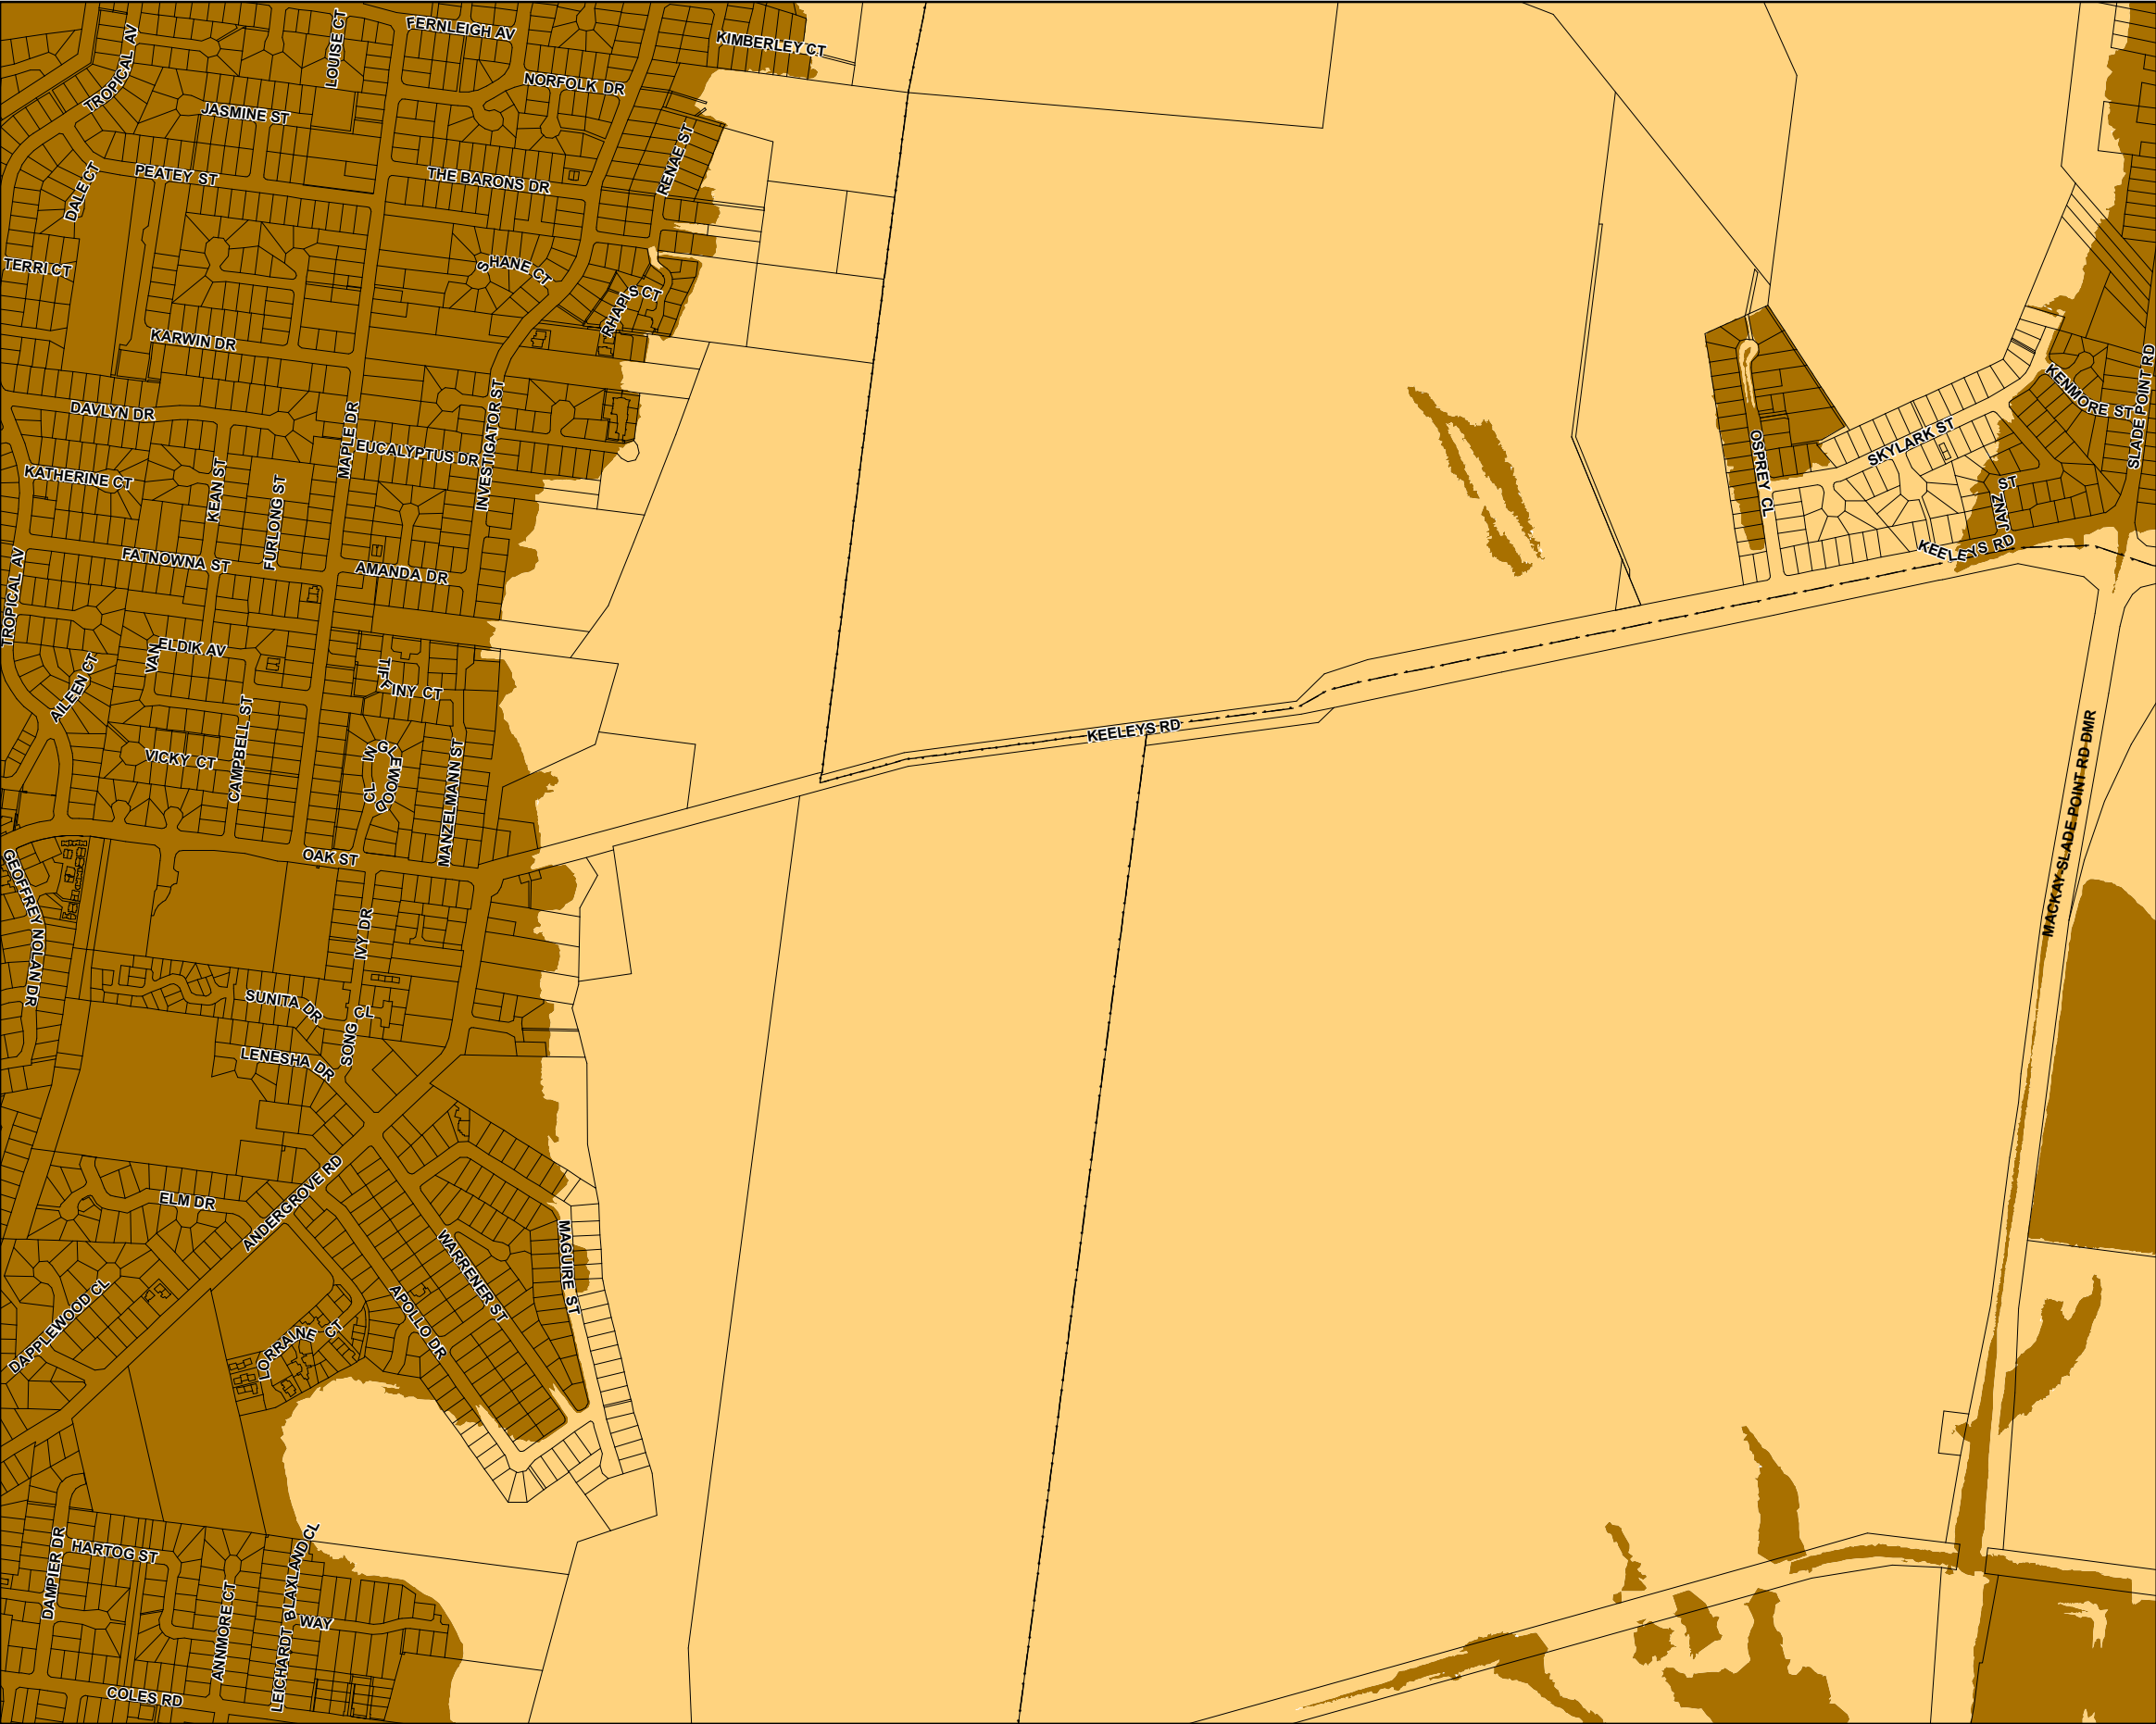 FERNLEIGH AV
KIMBERLEY CT
LOUISE CT
TROPICAL AV
NORFOLK DR
JASMINE ST
RENAE ST
PEATEY ST
THE BARONS DR
DALE CT
TERRI CT
SHANE CT
RHAPIS CT
KARWIN DR
SLADE POINT RD
KENMORE ST
DAVLYN DR
MAPLE DR
INVESTIGATOR ST
EUCALYPTUS DR
SKYLARK ST
OSPREY CL
KATHERINE CT
KEAN ST
FURLONG ST
JANZ ST
KEELEYS RD
FATNOWNA ST
AMANDA DR
TROPICAL AV
VAN ELDIK AV
AILEEN CT
TIFFINY CT
CAMPBELL ST
KEELEYS RD
VICKY CT
GLENWOOD CL
MANZELMANN ST
MACKAY-SLADE POINT RD DMR
OAK ST
GEOFFREY NOLAN DR
IVY DR
SUNITA DR
SONG CL
LENESHA DR
ELM DR
ANDERGROVE RD
MAGUIRE ST
WARRENER ST
APOLLO DR
DAPPLEWOOD CL
LORRAINE CT
HARTOG ST
DAMPIER DR
BLAXLAND CL
ANNMORE CT
LEICHARDT WAY
COLES RD